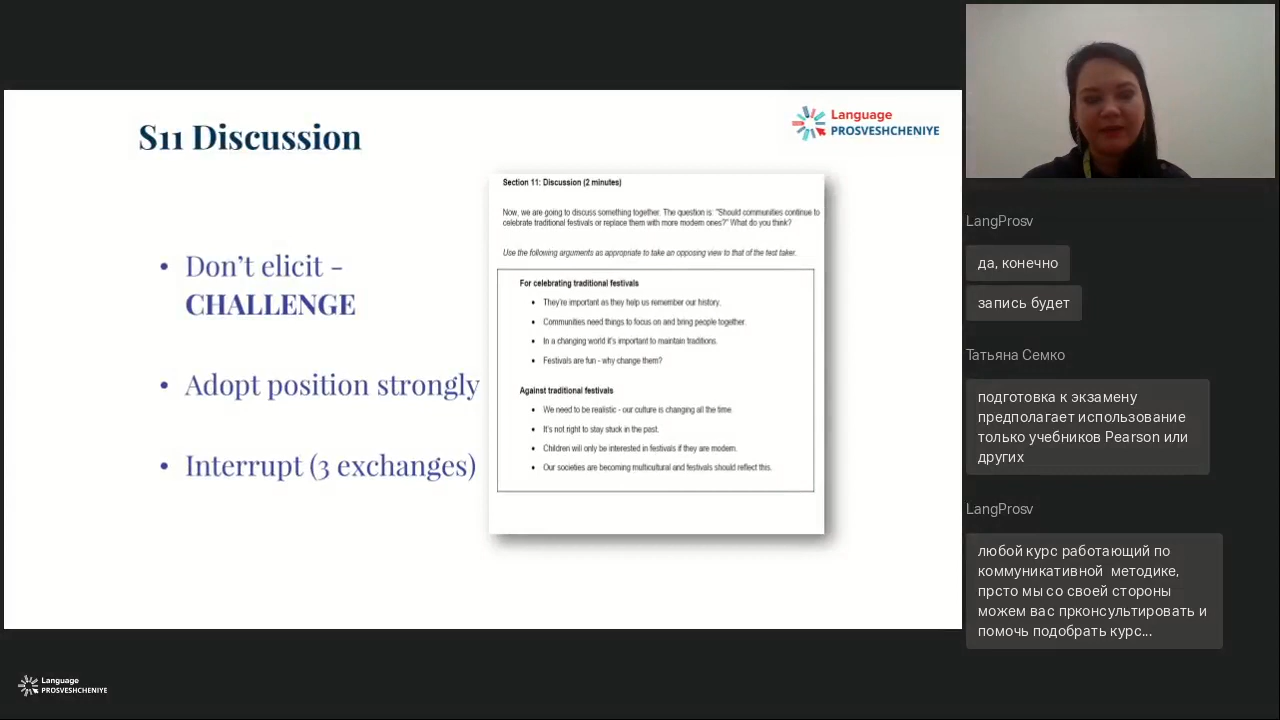 S11 Discussion
Language
PROSVESHCHENIYE
• Don't elicit -
CHALLENGE
• Adopt position strongly
• Interrupt (3 exchanges)
Section 11: Discussion (2 minutes)
Now, we are going to discuss something together. The question is: "Should communities continue to
celebrate traditional festivals or replace them with more modern ones?" What do you think?
Use the following arguments as appropriate to take an opposing view to that of the test taker.
For celebrating traditional festivals
• They're important as they help us remember our history.
• Communities need things to focus on and bring people together.
• In a changing world it's important to maintain traditions.
• Festivals are fun - why change them?
Against traditional festivals
• We need to be realistic - our culture is changing all the time
• It's not right to stay stuck in the past.
• Children will only be interested in festivals if they are modern.
• Our societies are becoming multicultural and festivals should reflect this.
LangProsv
да, конечно
запись будет
Татьяна Семко
подготовка к экзамену
предполагает использование
только учебников Pearson или
других
LangProsv
любой курс работающий по
коммуникативной методике,
прсто мы со своей стороны
можем вас прконсультировать и
помочь подобрать курс...
Language
PROSVESHCHENIYE